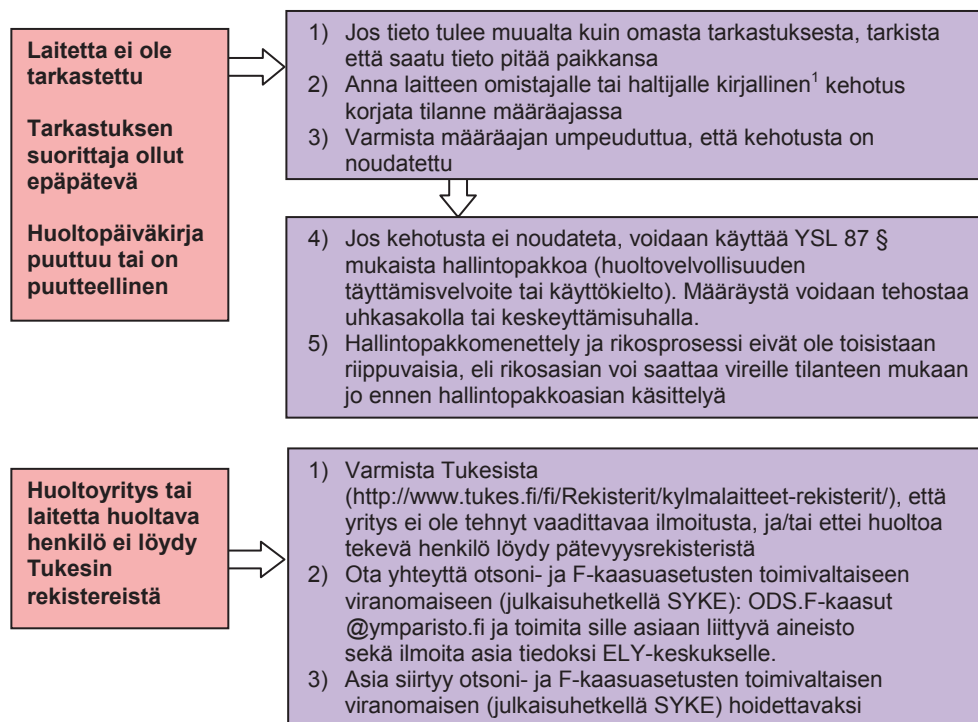 Laitetta ei ole
tarkastettu
Tarkastuksen
suorittaja ollut
epäpätevä
Huoltopäiväkirja
puuttuu tai on
puutteellinen
1) Jos tieto tulee muualta kuin omasta tarkastuksesta, tarkista
että saatu tieto pitää paikkansa
2) Anna laitteen omistajalle tai haltijalle kirjallinen¹ kehotus
korjata tilanne määräajassa
3) Varmista määräajan umpeuduttua, että kehotusta on
noudatettu
4) Jos kehotusta ei noudateta, voidaan käyttää YSL 87 §
mukaista hallintopakkoa (huoltovelvollisuuden
täyttämisvelvoite tai käyttökielto). Määräystä voidaan tehostaa
uhkasakolla tai keskeyttämisuhalla.
5) Hallintopakkomenettely ja rikosprosessi eivät ole toisistaan
riippuvaisia, eli rikosasian voi saattaa vireille tilanteen mukaan
jo ennen hallintopakkoasian käsittelyä
Huoltoyritys tai
laitetta huoltava
henkilö ei löydy
Tukesin
rekistereistä
1) Varmista Tukesista
(http://www.tukes.fi/fi/Rekisterit/kylmalaitteet-rekisterit/), että
yritys ei ole tehnyt vaadittavaa ilmoitusta, ja/tai ettei huoltoa
tekevä henkilö löydy pätevyysrekisteristä
2) Ota yhteyttä otsoni- ja F-kaasuasetusten toimivaltaiseen
viranomaiseen (julkaisuhetkellä SYKE): ODS.F-kaasut
@ymparisto.fi ja toimita sille asiaan liittyvä aineisto
sekä ilmoita asia tiedoksi ELY-keskukselle.
3) Asia siirtyy otsoni- ja F-kaasuasetusten toimivaltaisen
viranomaisen (julkaisuhetkellä SYKE) hoidettavaksi